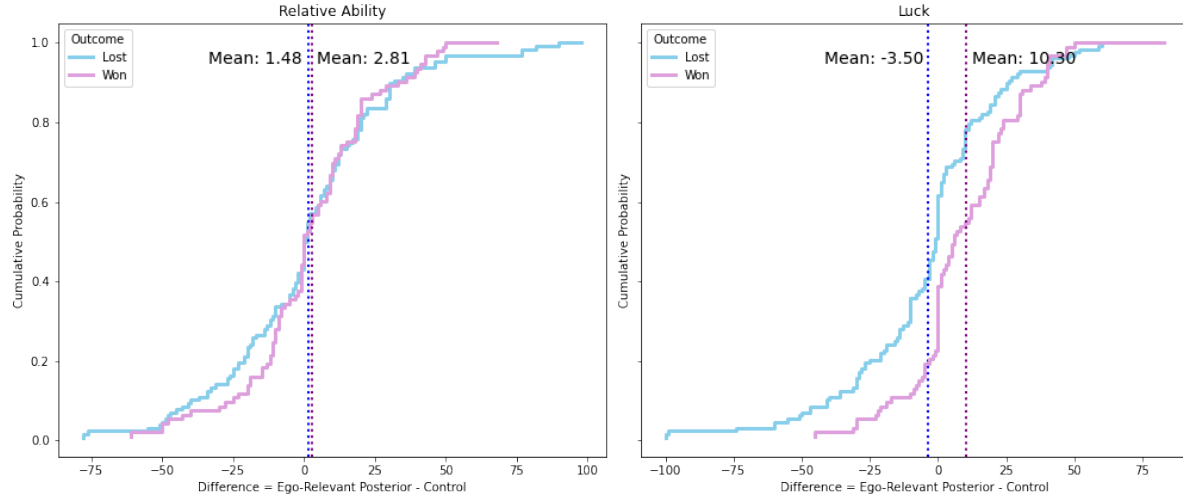 Relative Ability
Outcome
Lost
Won
Mean: 1.48
Mean: 2.81
Cumulative Probability
1.0
0.8
0.6
0.4
0.2
0.0
−75
−50
−25
0
25
50
75
100
Difference = Ego-Relevant Posterior - Control
Luck
Outcome
Lost
Won
Mean: -3.50
Mean: 10.30
Cumulative Probability
−100
−75
−50
−25
0
25
50
75
Difference = Ego-Relevant Posterior - Control